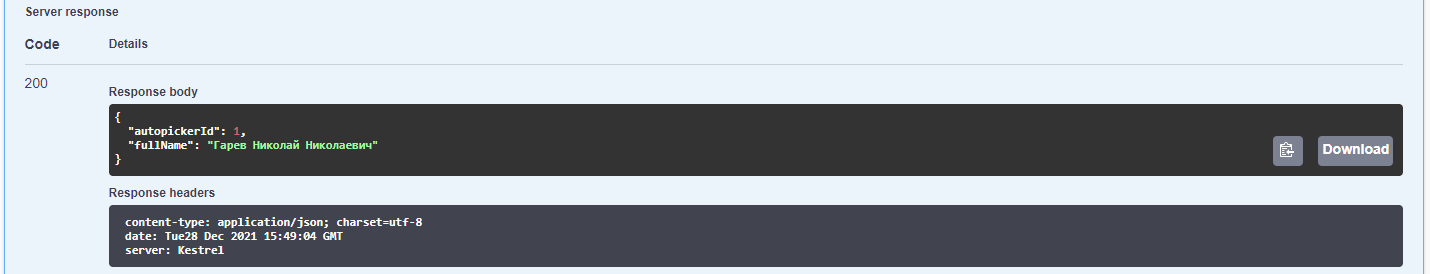 Server response
Code Details
200
Response body
{
"autopickerId": 1,
"fullName": "Гарев Николай Николаевич"
}
Download
Response headers
content-type: application/json; charset=utf-8
date: Tue28 Dec 2021 15:49:04 GMT
server: Kestrel